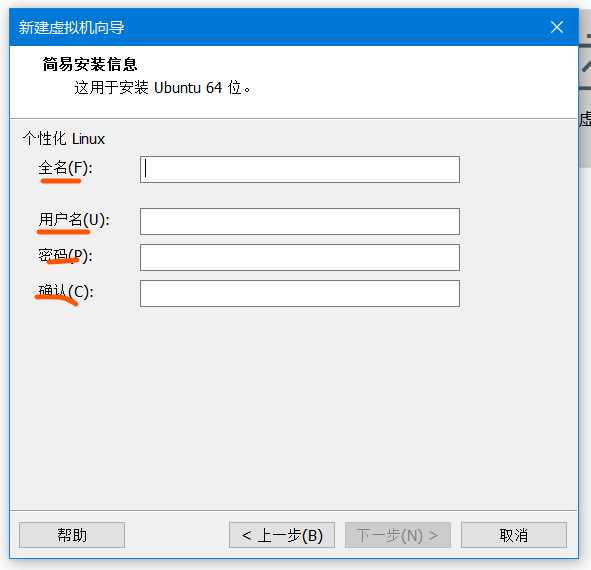 新建虚拟机向导
简易安装信息
这用于安装 Ubuntu 64 位。
个性化 Linux
全名(F):
用户名(U):
密码(P):
确认(C):
帮助
< 上一步(B)
下一步(N) >
取消